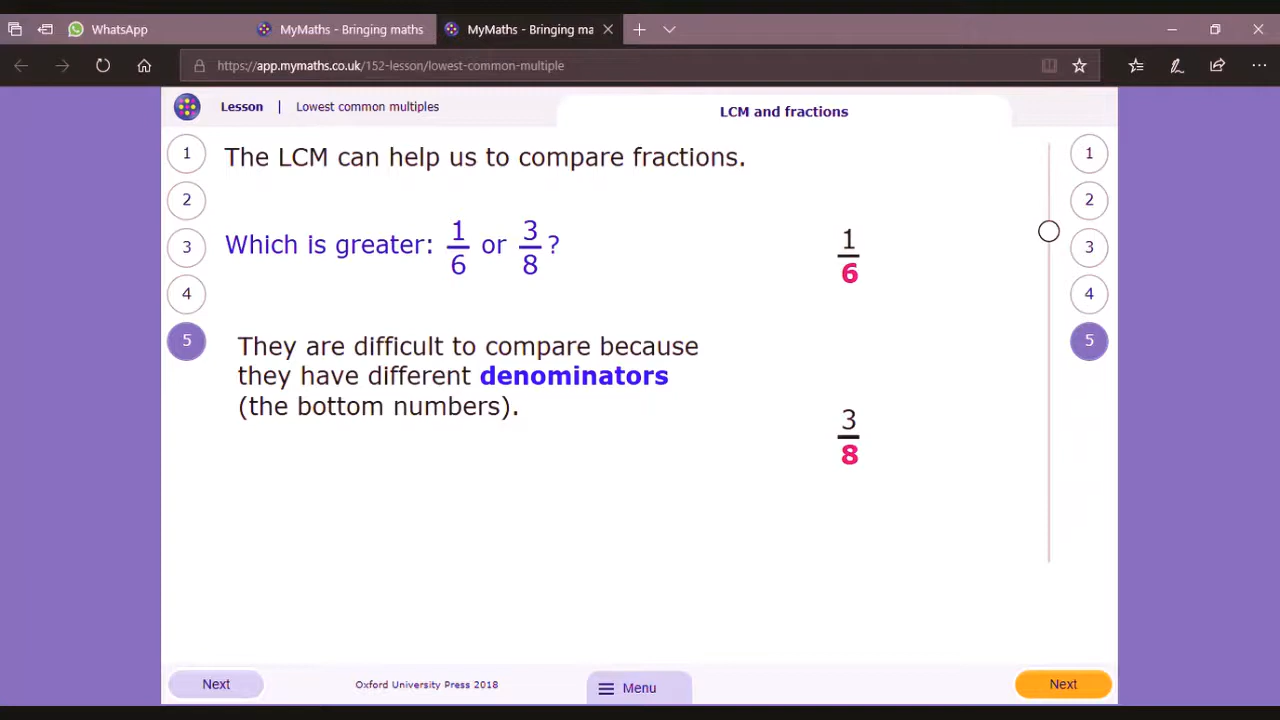 WhatsApp
MyMaths - Bringing maths
MyMaths - Bringing ma
https://app.mymaths.co.uk/152-lesson/lowest-common-multiple
Lesson | Lowest common multiples
LCM and fractions
1
2
3
4
5
The LCM can help us to compare fractions.
Which is greater: 1/6 or 3/8 ?
They are difficult to compare because
they have different denominators
(the bottom numbers).
1/6
3/8
1
2
3
4
5
Next
Oxford University Press 2018
Menu
Next